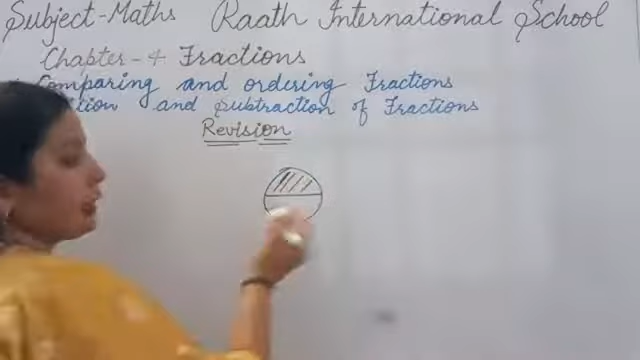 Subject-Maths Raath International School
Chapter-4 Fractions
Comparing and ordering Fractions
and Subtraction of Fractions
Revision